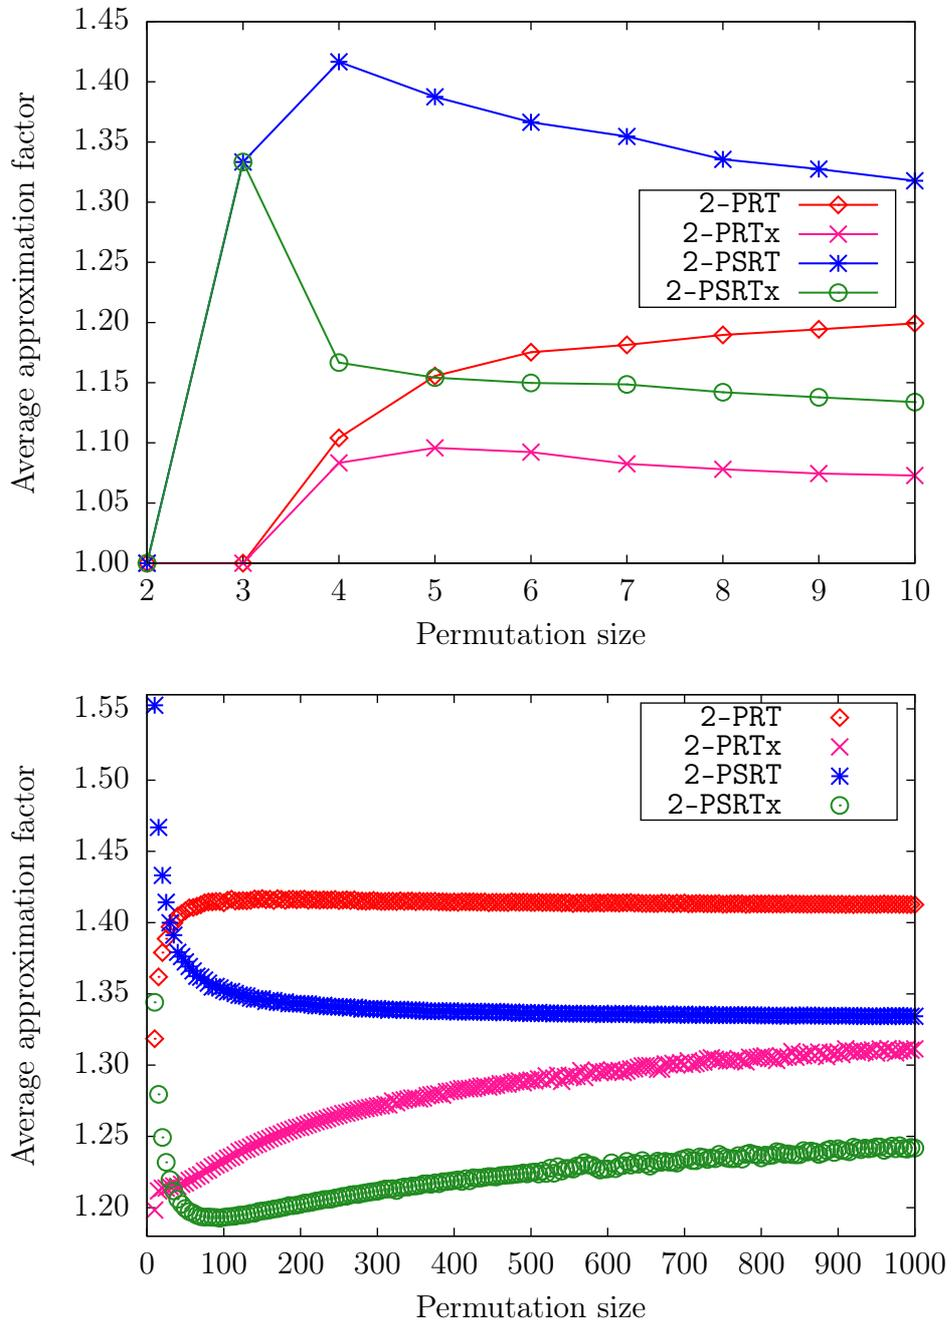 Average approximation factor
1.45
1.40
1.35
1.30
1.25
1.20
1.15
1.10
1.05
1.00
2-PRT
2-PRTx
2-PSRT
2-PSRTx
2 3 4 5 6 7 8 9 10
Permutation size
Average approximation factor
1.55
1.50
1.45
1.40
1.35
1.30
1.25
1.20
2-PRT
2-PRTx
2-PSRT
2-PSRTx
0 100 200 300 400 500 600 700 800 900 1000
Permutation size